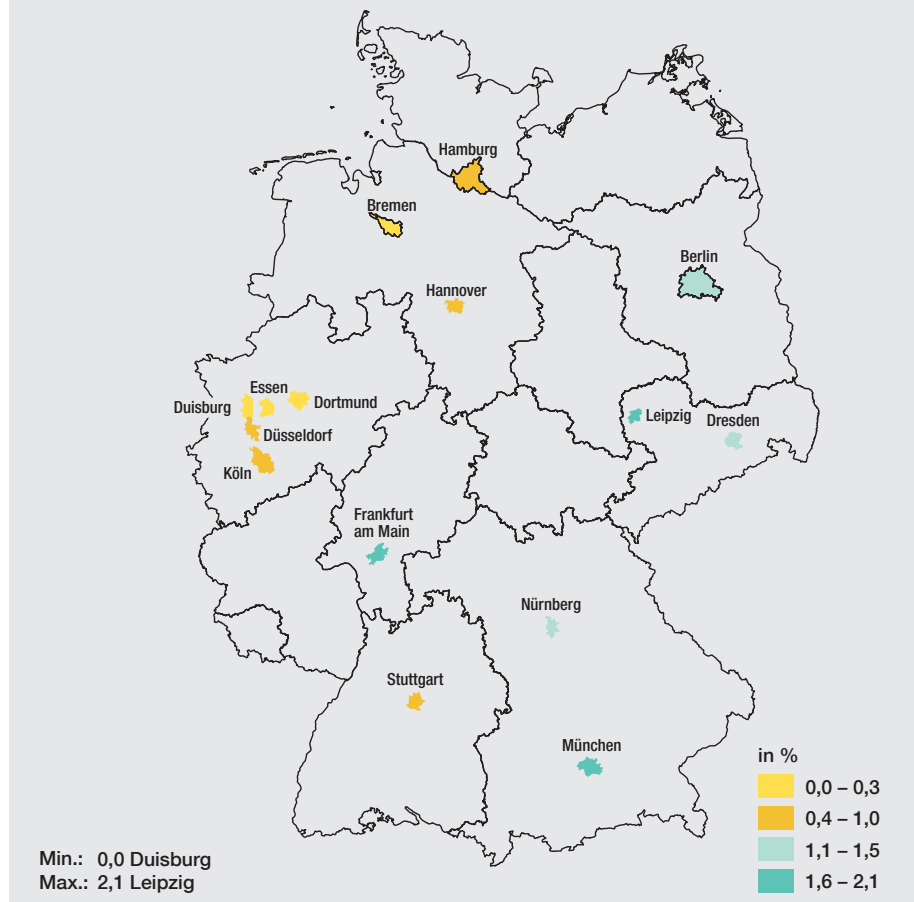 Hamburg
Bremen
Berlin
Hannover
Essen
Duisburg
Dortmund
Düsseldorf
Köln
Leipzig
Dresden
Frankfurt
am Main
Nürnberg
Stuttgart
München
in %
0,0 – 0,3
0,4 – 1,0
1,1 – 1,5
1,6 – 2,1
Min.: 0,0 Duisburg
Max.: 2,1 Leipzig